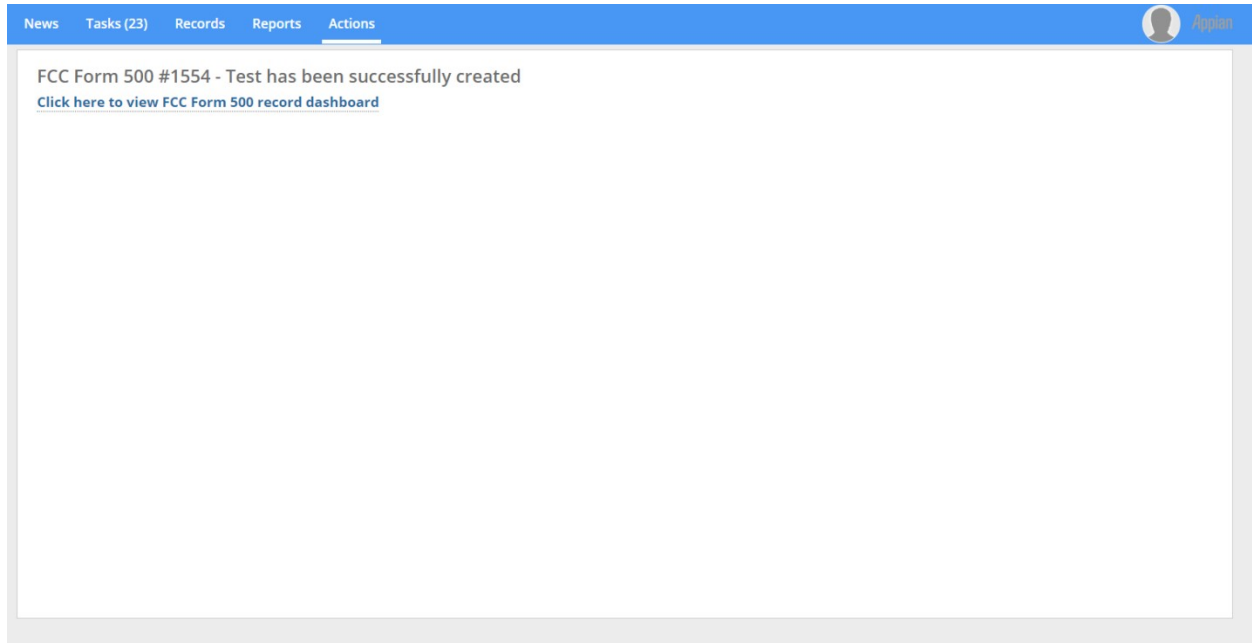 News Tasks (23) Records Reports Actions Appian
FCC Form 500 #1554 - Test has been successfully created
Click here to view FCC Form 500 record dashboard